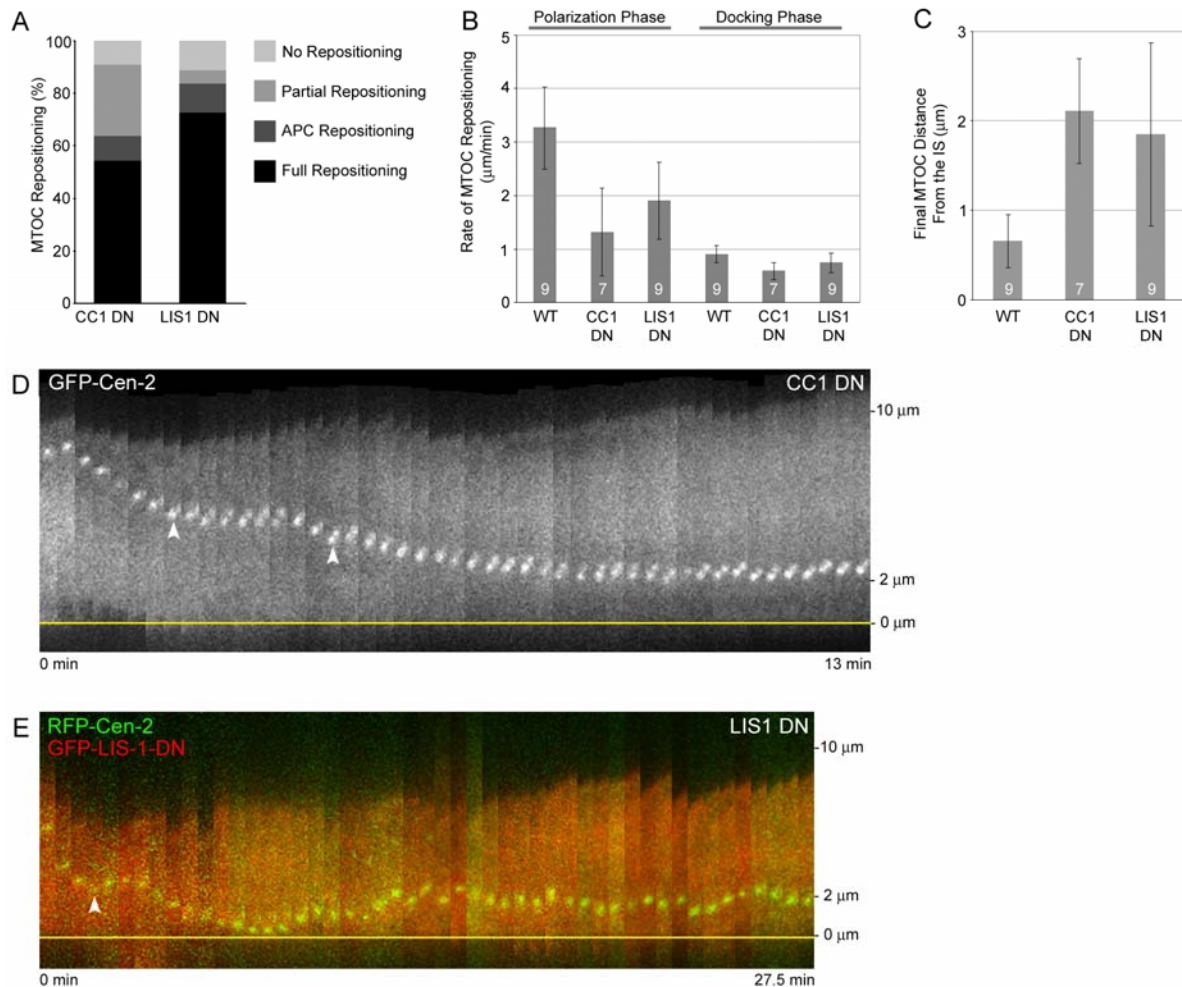 A
MTOC Repositioning (%)
100
80
60
40
20
0
CC1 DN
LIS1 DN
No Repositioning
Partial Repositioning
APC Repositioning
Full Repositioning
B
Polarization Phase
Docking Phase
Rate of MTOC Repositioning
(μm/min)
5
4
3
2
1
0
9
7
9
9
7
9
WT
CC1
DN
LIS1
DN
WT
CC1
DN
LIS1
DN
C
Final MTOC Distance
From the IS (μm)
3
2
1
0
9
7
9
WT
CC1
DN
LIS1
DN
D
GFP-Cen-2
CC1 DN
10 μm
2 μm
0 μm
0 min
13 min
E
RFP-Cen-2
GFP-LIS-1-DN
LIS1 DN
10 μm
2 μm
0 μm
0 min
27.5 min